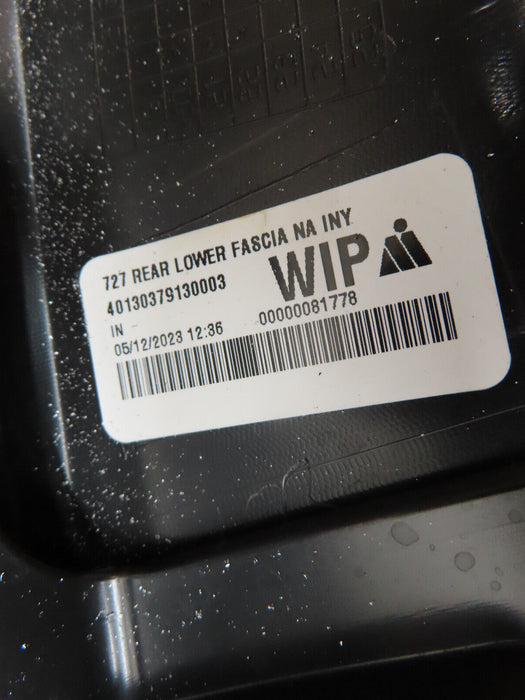 727 REAR LOWER FASCIA NA INY
40130379130003
WIP
IN -
05/12/2023 12:36
00000081778